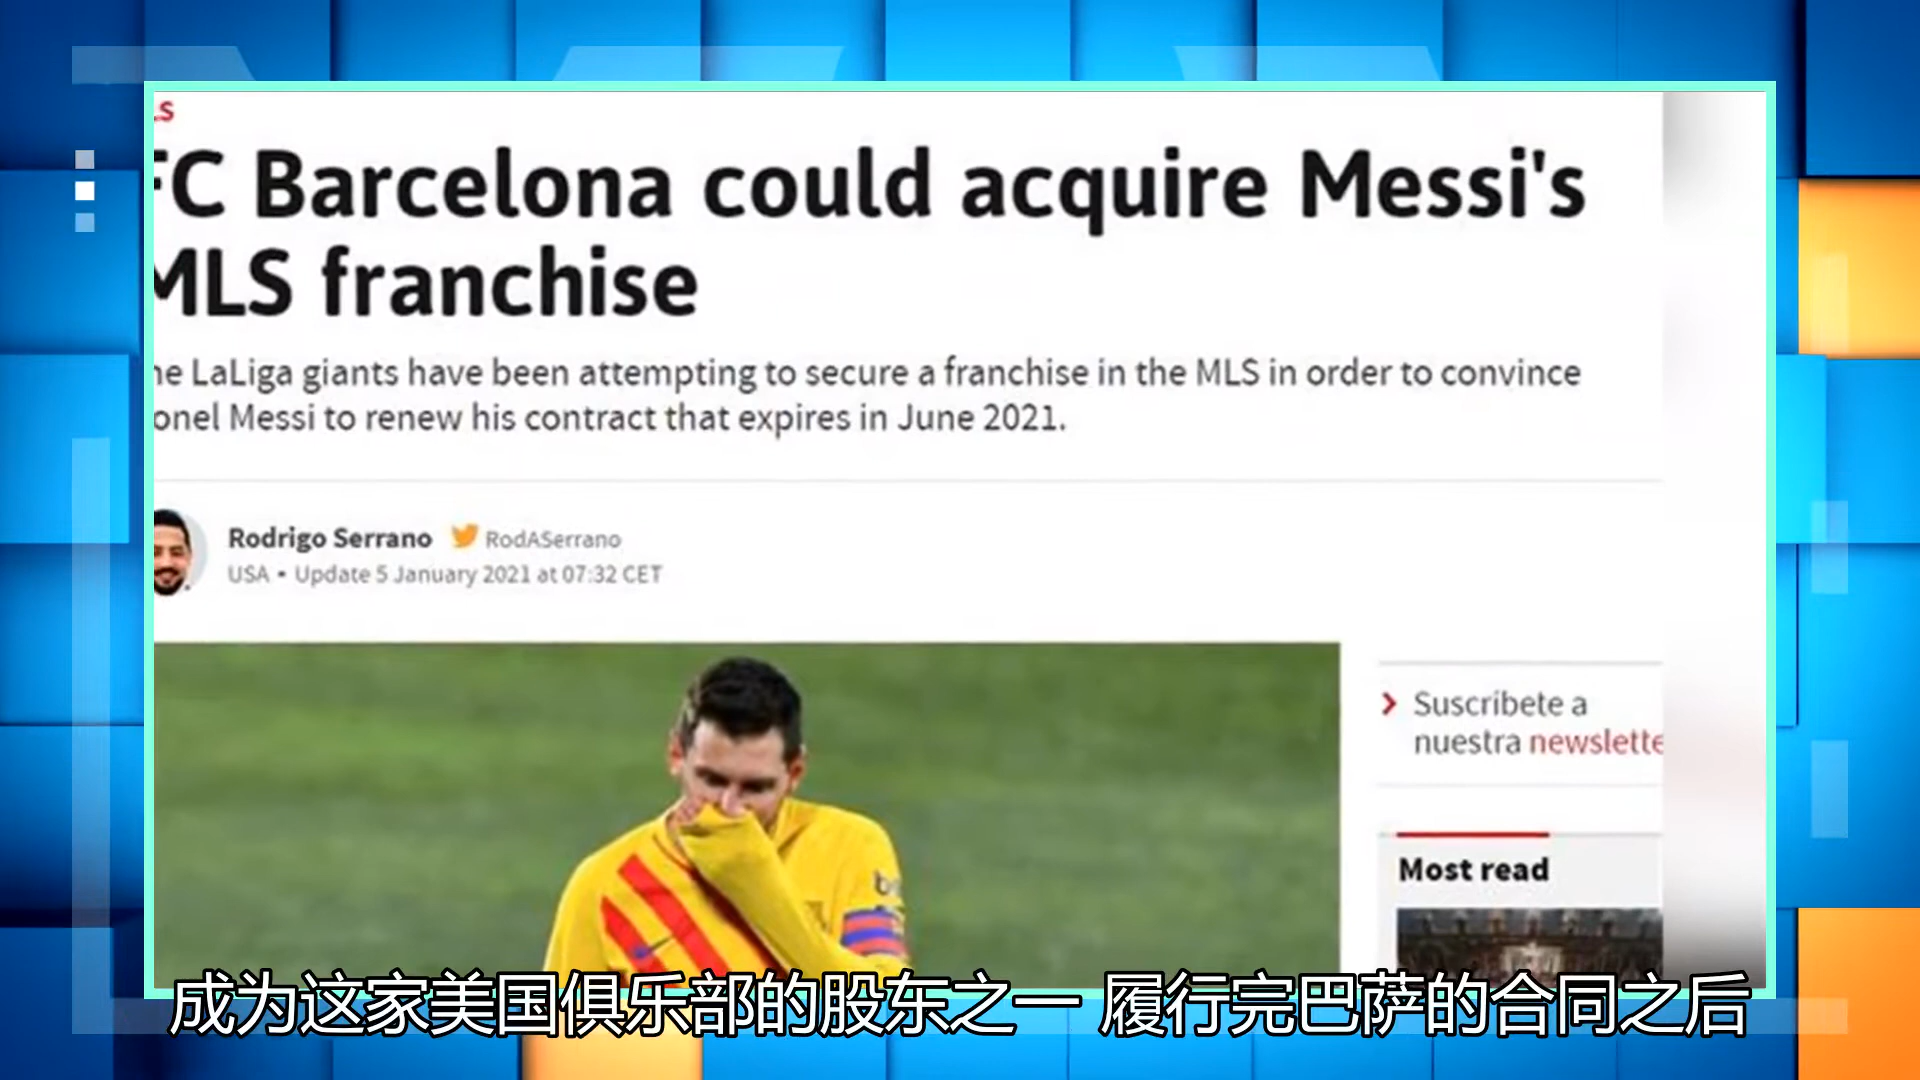 LS
FC Barcelona could acquire Messi's
MLS franchise
he LaLiga giants have been attempting to secure a franchise in the MLS in order to convince
onel Messi to renew his contract that expires in June 2021.
Rodrigo Serrano RodASerrano
USA • Update 5 January 2021 at 07:32 CET
Suscríbete a
nuestra newslette
Most read
成为这家美国俱乐部的股东之一 履行完巴萨的合同之后